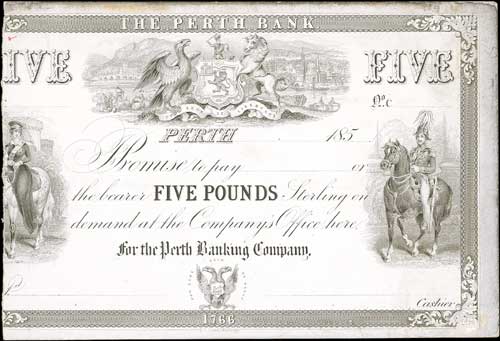 THE PERTH BANK
IVE FIVE
No.
PERTH 185
Promise to pay or
the bearer FIVE POUNDS Sterling on
demand at the Company's Office here.
For the Perth Banking Company,
Cashier
1766